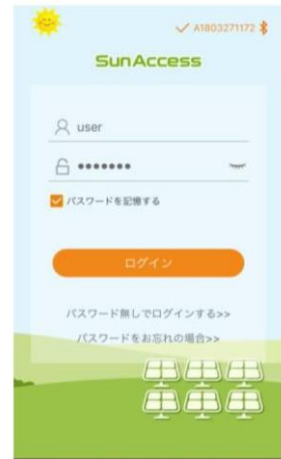 A1803271172
SunAccess
user
•••••••
パスワードを記憶する
ログイン
パスワード無しでログインする>>
パスワードをお忘れの場合>>